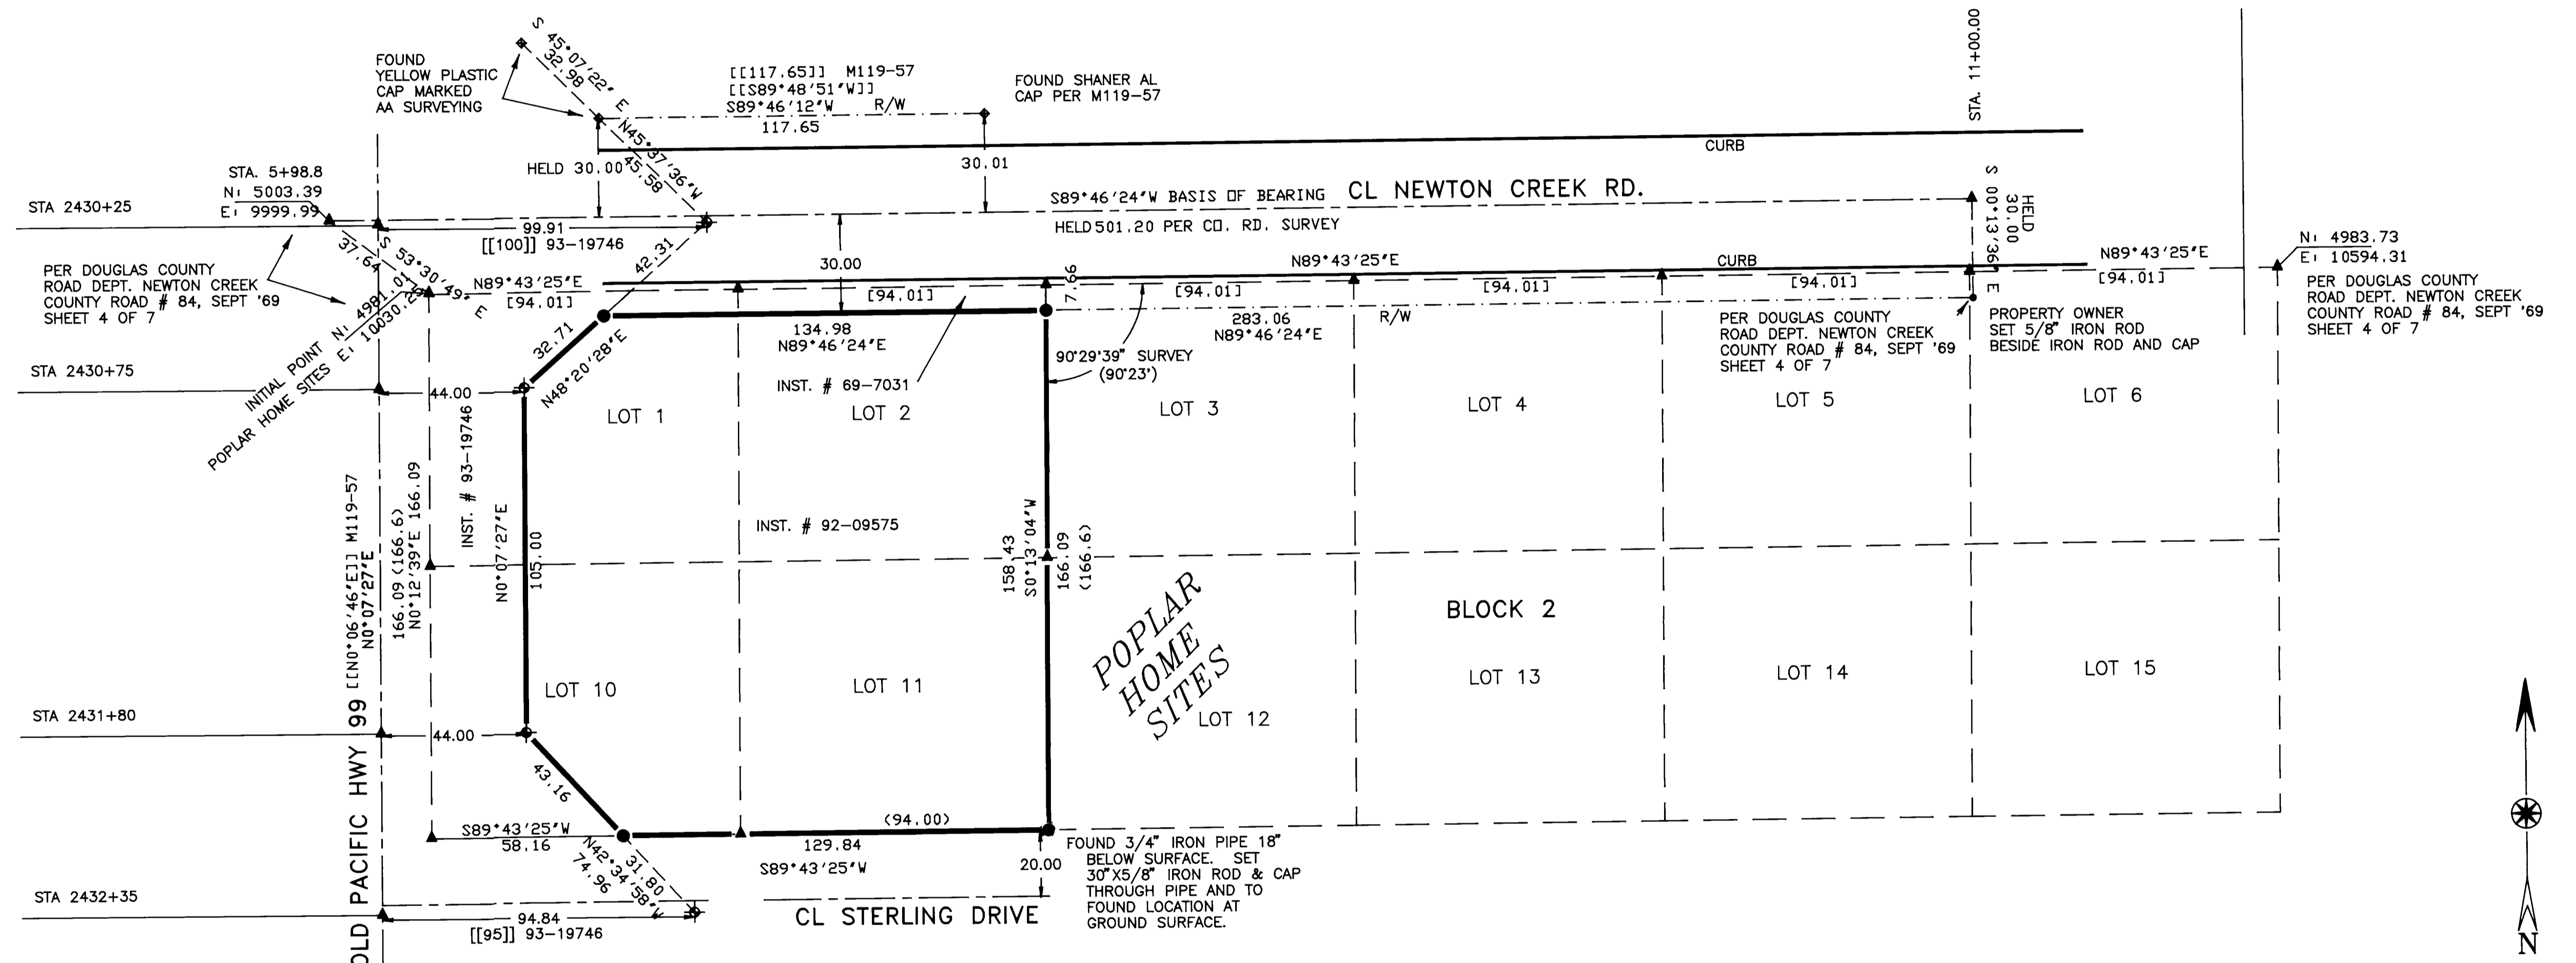 S 45°07'22" E
32.98
FOUND
YELLOW PLASTIC
CAP MARKED
AA SURVEYING
[[117.65]] M119-57
[[S89°48'51"W]]
S89°46'12"W R/W
117.65
FOUND SHANER AL
CAP PER M119-57
STA. 11+00.00
N45°37'36"W
45.58
HELD 30.00
30.01
CURB
STA. 5+98.8
N: 5003.39
E: 9999.99
STA 2430+25
S89°46'24"W BASIS OF BEARING CL NEWTON CREEK RD.
HELD 501.20 PER CO. RD. SURVEY
99.91
[[100]] 93-19746
S 00°13'36" E
HELD
30.00
N: 4983.73
E: 10594.31
PER DOUGLAS COUNTY
ROAD DEPT. NEWTON CREEK
COUNTY ROAD # 84, SEPT '69
SHEET 4 OF 7
37.64
S 53°30'49" E
42.31
30.00
N89°43'25"E
[94.01]
[94.01]
7.66
[94.01]
N89°43'25"E
[94.01]
CURB
[94.01]
N89°43'25"E
[94.01]
PER DOUGLAS COUNTY
ROAD DEPT. NEWTON CREEK
COUNTY ROAD # 84, SEPT '69
SHEET 4 OF 7
INITIAL POINT N: 4981.01
POPLAR HOME SITES E: 10030.25
32.71
N48°20'28"E
134.98
N89°46'24"E
283.06
N89°46'24"E
R/W
PER DOUGLAS COUNTY
ROAD DEPT. NEWTON CREEK
COUNTY ROAD # 84, SEPT '69
SHEET 4 OF 7
PROPERTY OWNER
SET 5/8" IRON ROD
BESIDE IRON ROD AND CAP
90°29'39" SURVEY
(90°23')
INST. # 69-7031
STA 2430+75
44.00
LOT 1
LOT 2
LOT 3
LOT 4
LOT 5
LOT 6
[[N0°06'46"E]] M119-57
N0°07'27"E
166.09 (166.6)
N0°12'39"E 166.09
INST. # 93-19746
N0°07'27"E
105.00
INST. # 92-09575
158.43
S0°13'04"W
166.09
(166.6)
POPLAR
HOME
SITES
BLOCK 2
LOT 10
LOT 11
LOT 12
LOT 13
LOT 14
LOT 15
STA 2431+80
44.00
OLD PACIFIC HWY 99
43.16
S89°43'25"W
58.16
N42°34'58"W
74.96
31.80
(94.00)
129.84
S89°43'25"W
20.00
FOUND 3/4" IRON PIPE 18"
BELOW SURFACE. SET
30"X5/8" IRON ROD & CAP
THROUGH PIPE AND TO
FOUND LOCATION AT
GROUND SURFACE.
STA 2432+35
94.84
[[95]] 93-19746
CL STERLING DRIVE
N